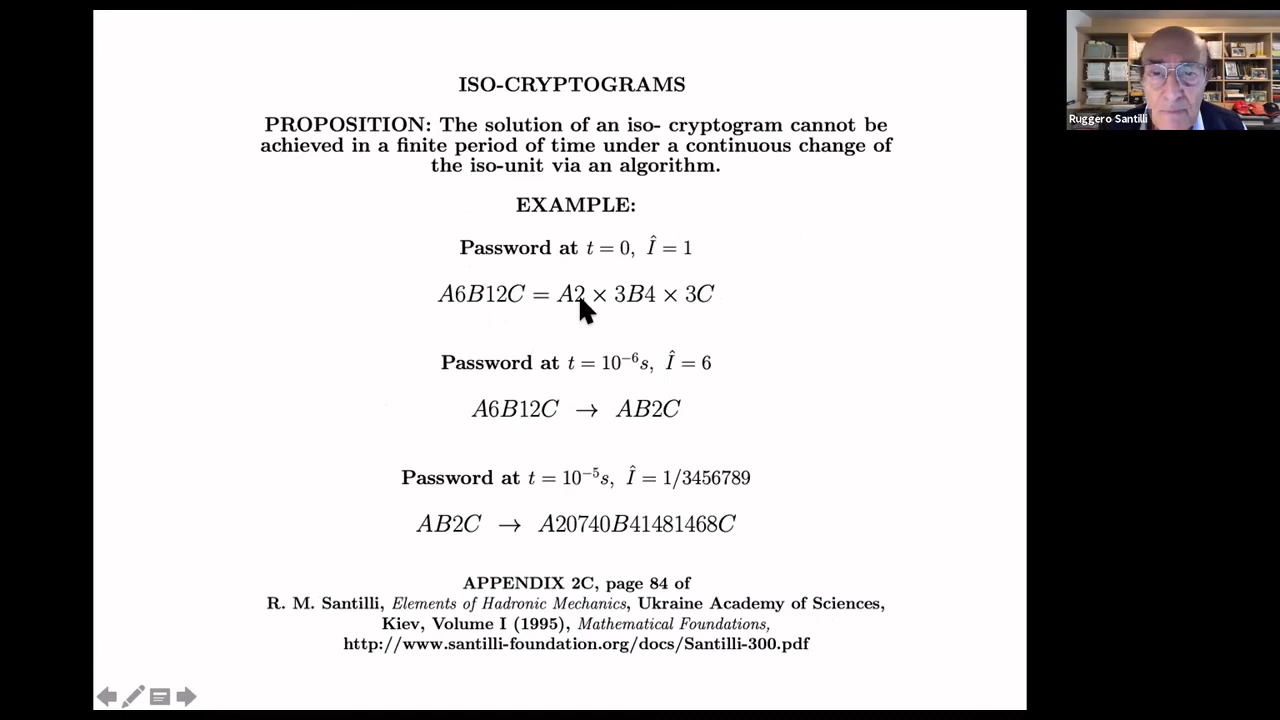 ISO-CRYPTOGRAMS
PROPOSITION: The solution of an iso- cryptogram cannot be
achieved in a finite period of time under a continuous change of
the iso-unit via an algorithm.
EXAMPLE:
Password at t = 0, Î = 1
A6B12C = A2 × 3B4 × 3C
Password at t = 10⁻⁶s, Î = 6
A6B12C → AB2C
Password at t = 10⁻⁵s, Î = 1/3456789
AB2C → A20740B41481468C
APPENDIX 2C, page 84 of
R. M. Santilli, Elements of Hadronic Mechanics, Ukraine Academy of Sciences,
Kiev, Volume I (1995), Mathematical Foundations,
http://www.santilli-foundation.org/docs/Santilli-300.pdf
Ruggero Santilli